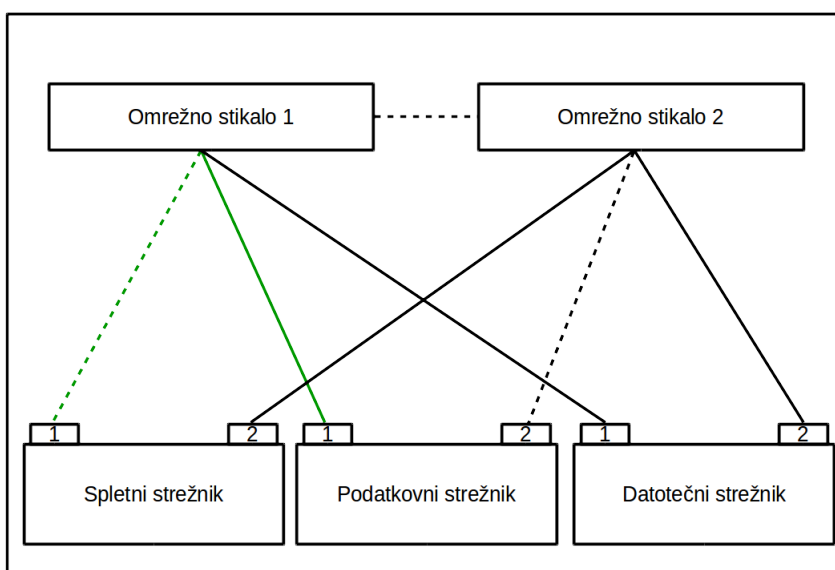 Omrežno stikalo 1
Omrežno stikalo 2
1
2
1
2
1
2
Spletni strežnik
Podatkovni strežnik
Datotečni strežnik